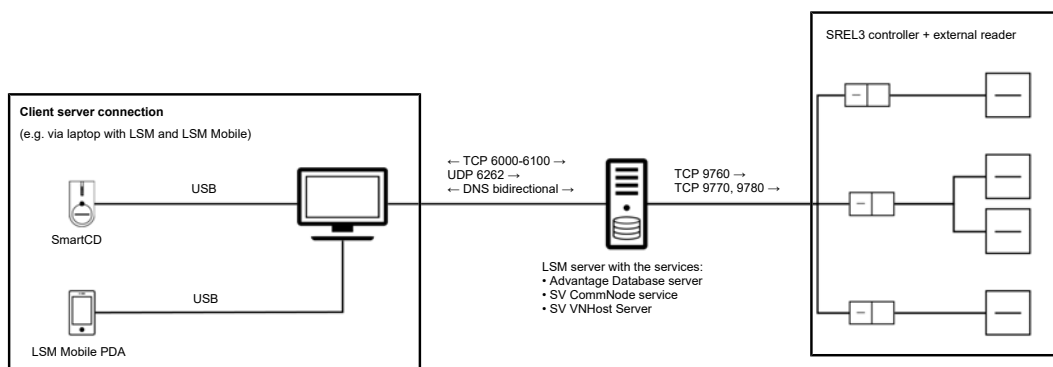 Client server connection
(e.g. via laptop with LSM and LSM Mobile)
USB
SmartCD
USB
LSM Mobile PDA
← TCP 6000-6100 →
UDP 6262 →
← DNS bidirectional →
LSM server with the services:
• Advantage Database server
• SV CommNode service
• SV VNHost Server
TCP 9760 →
TCP 9770, 9780 →
SREL3 controller + external reader